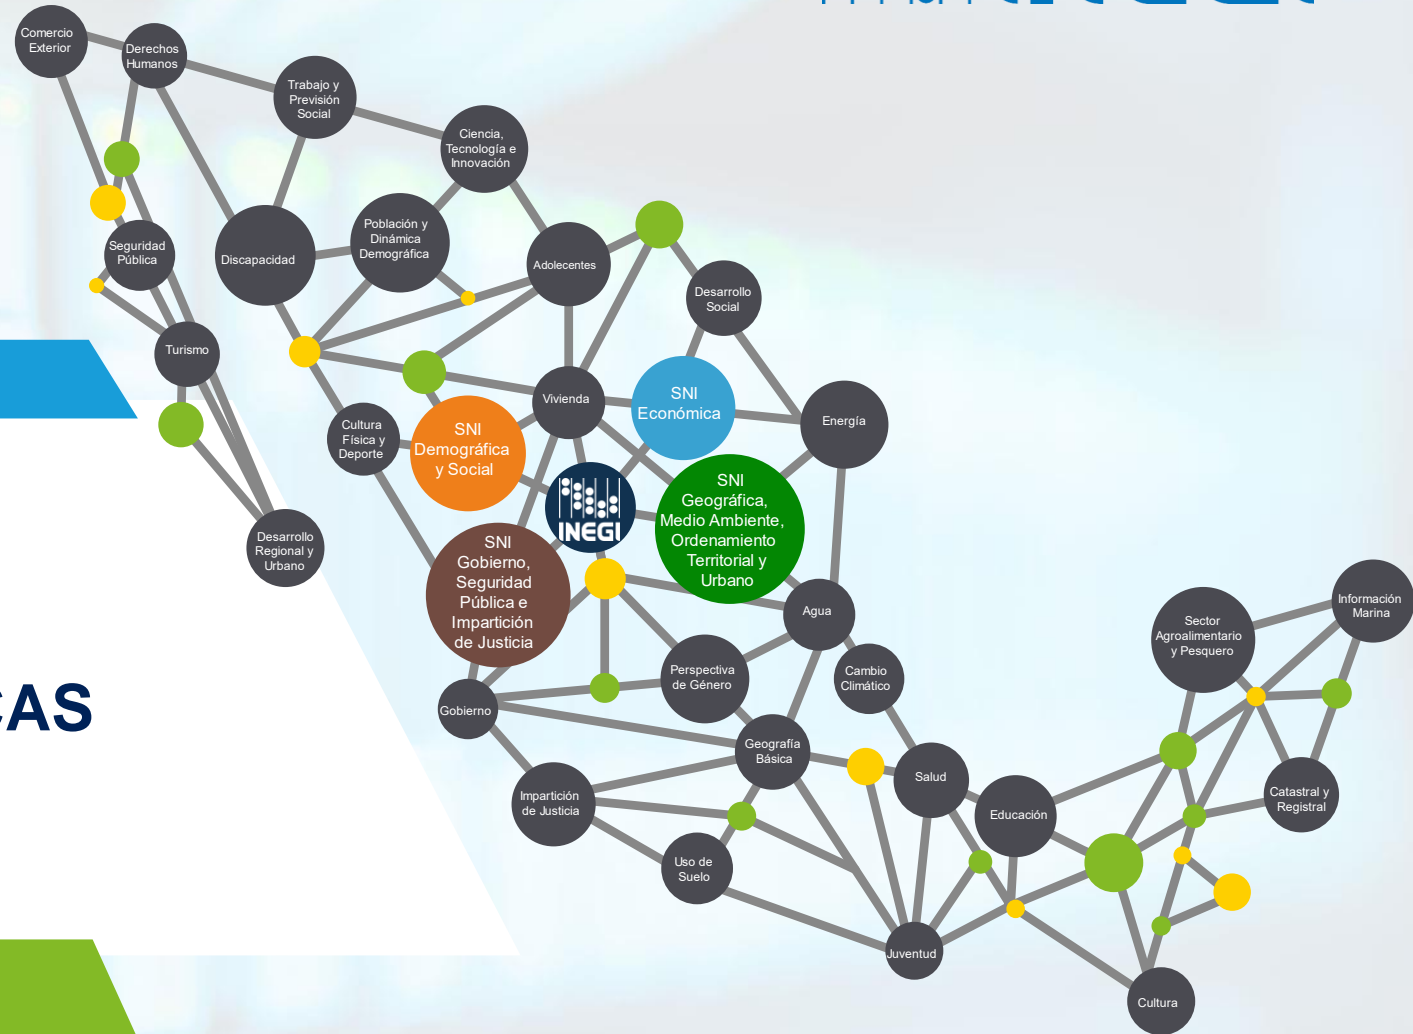 Comercio
Exterior
Derechos
Humanos
Trabajo y
Previsión
Social
Ciencia,
Tecnología e
Innovación
Seguridad
Pública
Discapacidad
Población y
Dinámica
Demográfica
Adolecentes
Desarrollo
Social
Turismo
Vivienda
SNI
Económica
Energía
Cultura
Física y
Deporte
SNI
Demográfica
y Social
INEGI
SNI
Geográfica,
Medio Ambiente,
Ordenamiento
Territorial y
Urbano
Desarrollo
Regional y
Urbano
SNI
Gobierno,
Seguridad
Pública e
Impartición
de Justicia
Agua
Sector
Agroalimentario
y Pesquero
Información
Marina
Perspectiva
de Género
Cambio
Climático
CAS
Gobierno
Geografía
Básica
Salud
Impartición
de Justicia
Educación
Catastral y
Registral
Uso de
Suelo
Juventud
Cultura